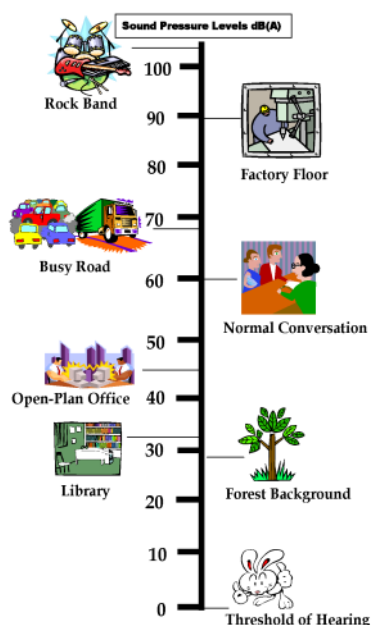 Sound Pressure Levels dB(A)
100
Rock Band
90
Factory Floor
80
70
Busy Road
60
Normal Conversation
50
Open-Plan Office
40
30
Library
Forest Background
20
10
0
Threshold of Hearing